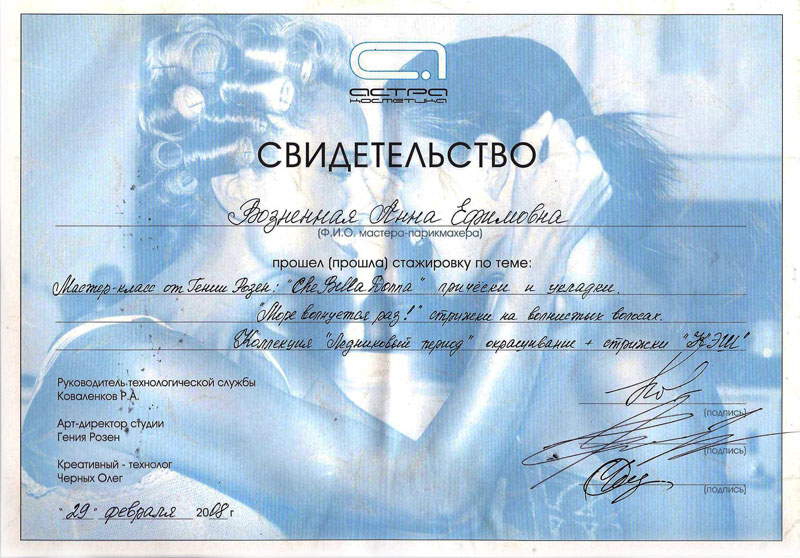 АСТРА
КОСМЕТИКА
СВИДЕТЕЛЬСТВО
Возненная Анна Ефимовна
(Ф.И.О. мастера-парикмахера)
прошел (прошла) стажировку по теме:
Мастер-класс от Гении Розен: "Che Bella Donna" причёски и укладки.
"Море волнуется раз!" стрижки на волнистых волосах.
Коллекция "Ледниковый период" окрашивание + стрижки "КЭШ"
Руководитель технологической службы
Коваленков Р.А.
(подпись)
Арт-директор студии
Гения Розен
(подпись)
Креативный - технолог
Черных Олег
(подпись)
"29" февраля 2008 г